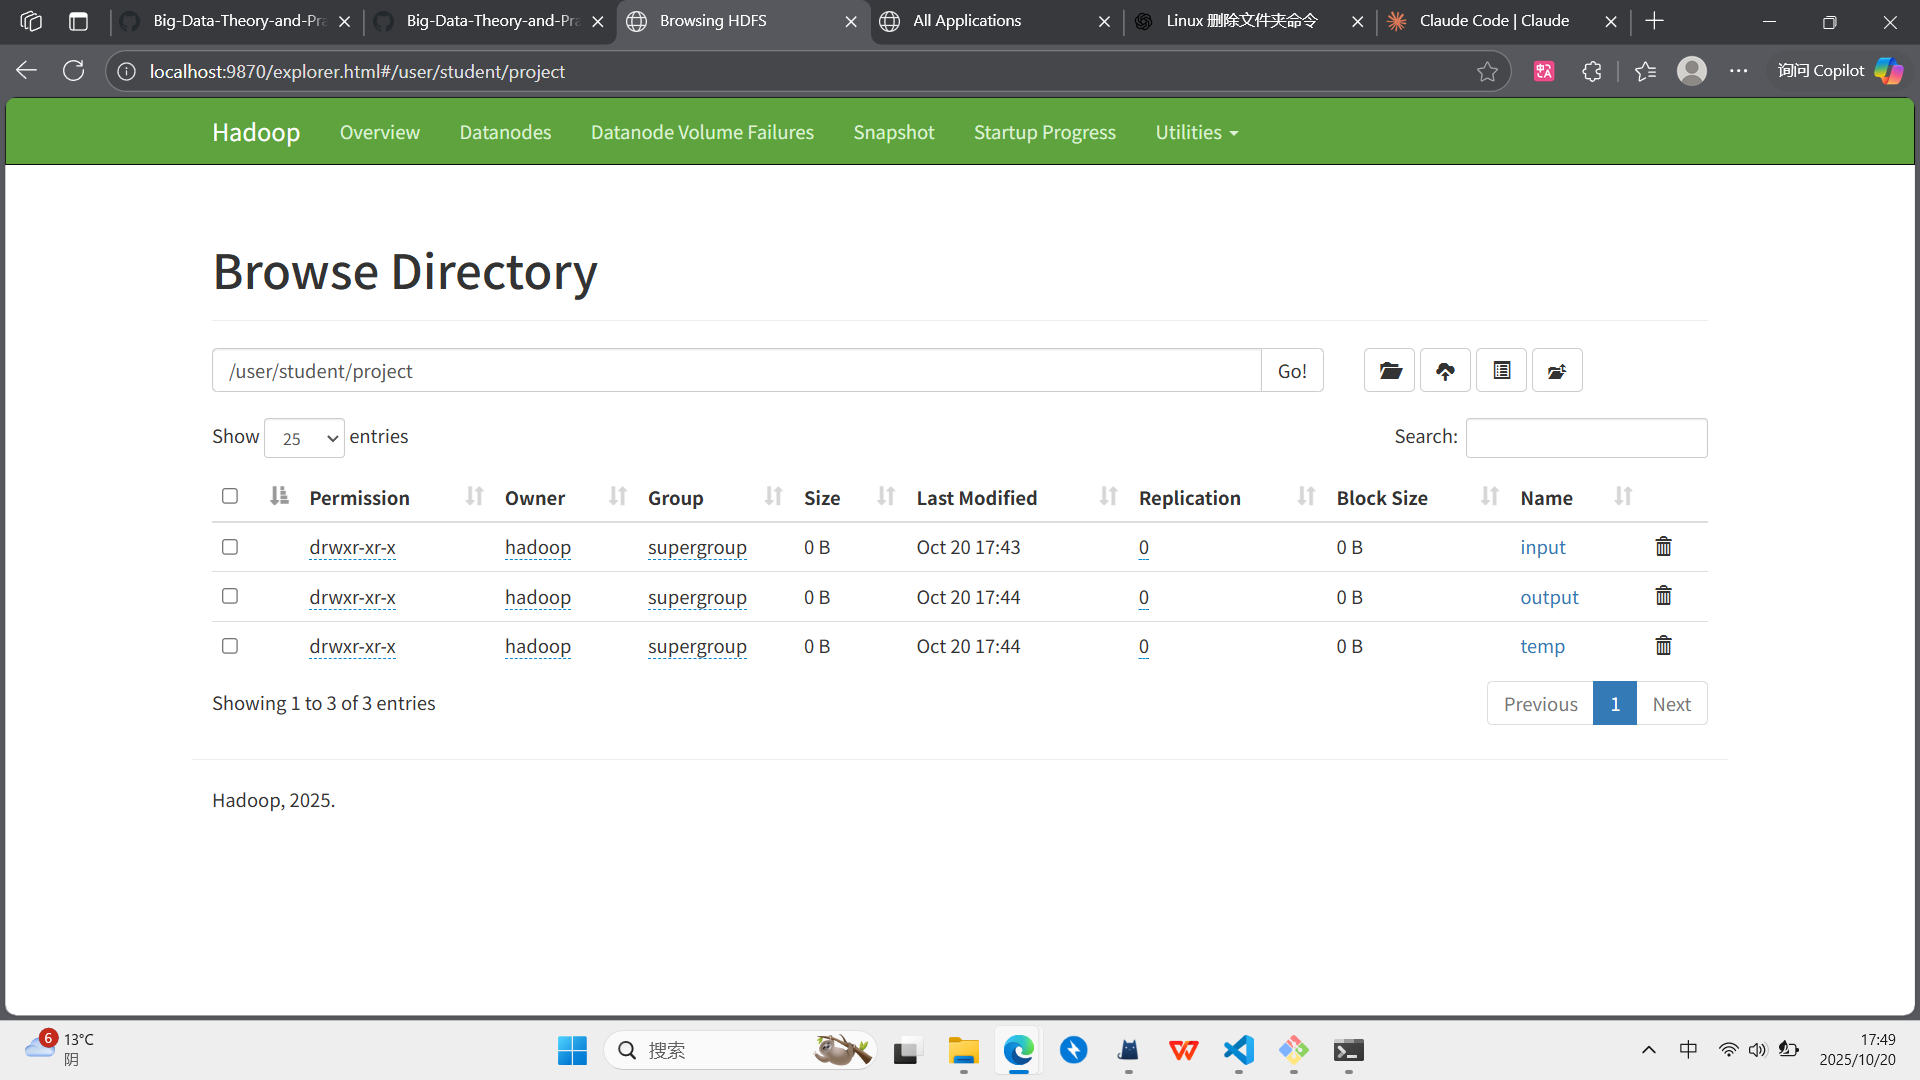 Big-Data-Theory-and-Pra
Big-Data-Theory-and-Pra
Browsing HDFS
All Applications
Linux 删除文件夹命令
Claude Code | Claude
localhost:9870/explorer.html#/user/student/project
询问 Copilot
Hadoop Overview Datanodes Datanode Volume Failures Snapshot Startup Progress Utilities
Browse Directory
/user/student/project Go!
Show 25 entries Search:
Permission Owner Group Size Last Modified Replication Block Size Name
drwxr-xr-x hadoop supergroup 0 B Oct 20 17:43 0 0 B input
drwxr-xr-x hadoop supergroup 0 B Oct 20 17:44 0 0 B output
drwxr-xr-x hadoop supergroup 0 B Oct 20 17:44 0 0 B temp
Showing 1 to 3 of 3 entries Previous 1 Next
Hadoop, 2025.
6
13°C
阴
搜索
中
17:49
2025/10/20